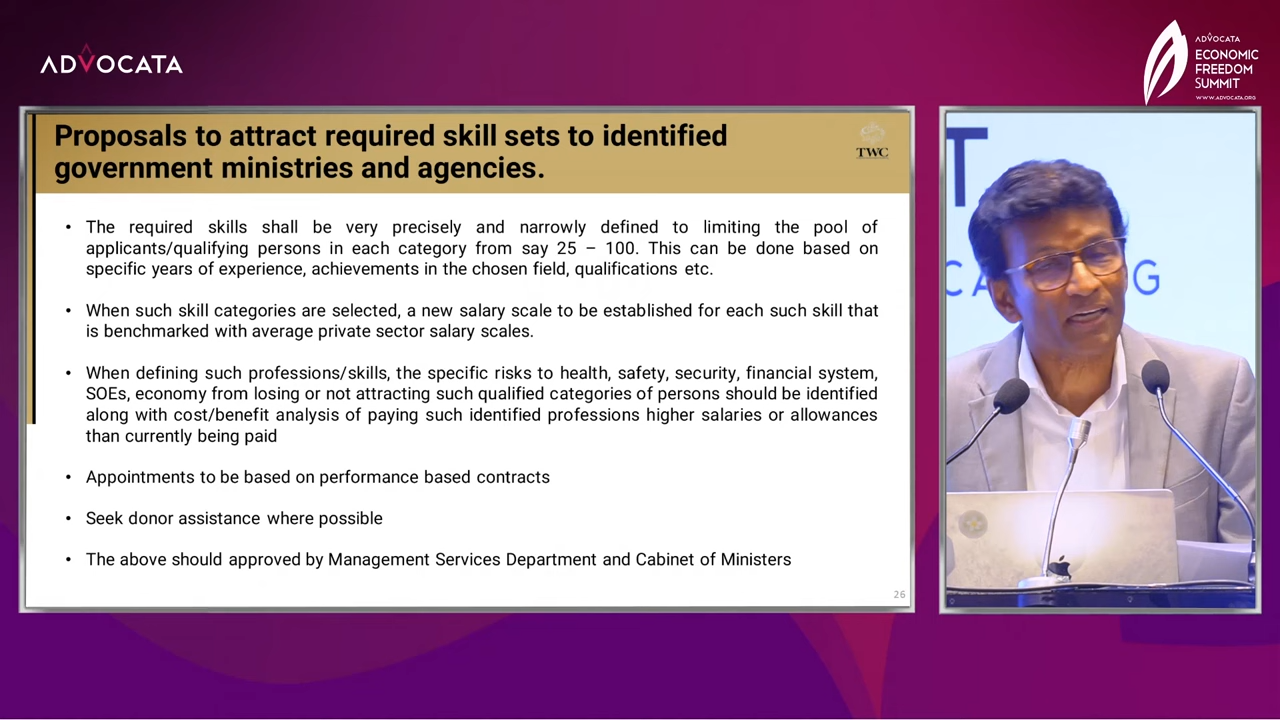 ADVOCATA
ADVOCATA
ECONOMIC
FREEDOM
SUMMIT
WWW.ADVOCATA.ORG
Proposals to attract required skill sets to identified
government ministries and agencies.
TWC
• The required skills shall be very precisely and narrowly defined to limiting the pool of
applicants/qualifying persons in each category from say 25 – 100. This can be done based on
specific years of experience, achievements in the chosen field, qualifications etc.
• When such skill categories are selected, a new salary scale to be established for each such skill that
is benchmarked with average private sector salary scales.
• When defining such professions/skills, the specific risks to health, safety, security, financial system,
SOEs, economy from losing or not attracting such qualified categories of persons should be identified
along with cost/benefit analysis of paying such identified professions higher salaries or allowances
than currently being paid
• Appointments to be based on performance based contracts
• Seek donor assistance where possible
• The above should approved by Management Services Department and Cabinet of Ministers
26
T
CA
G